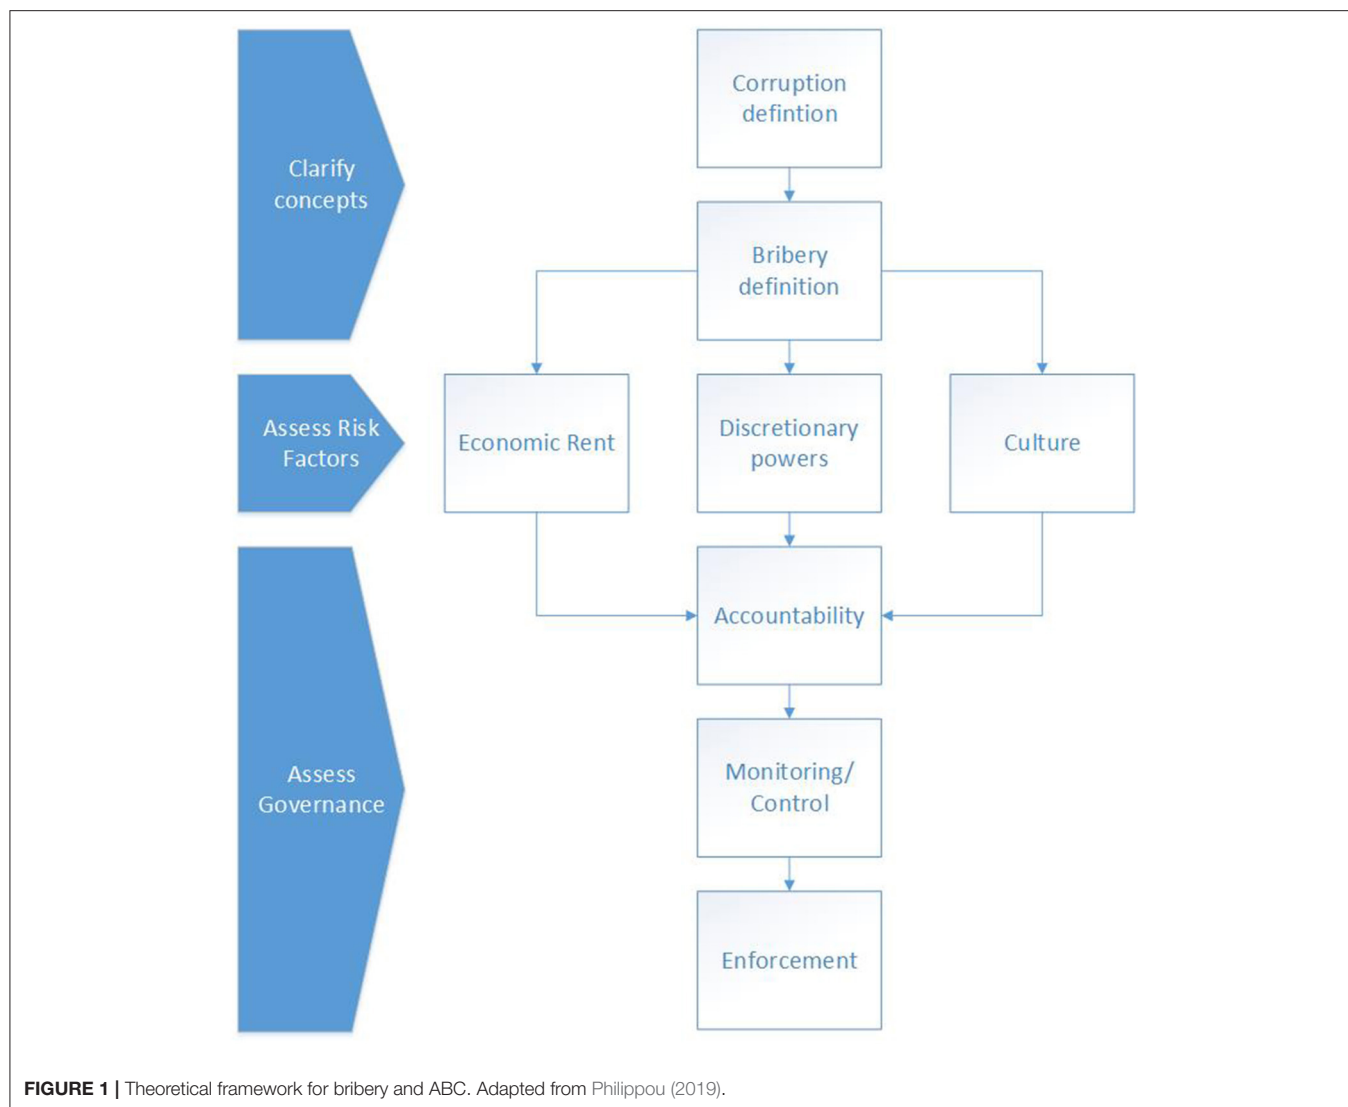 Clarify
concepts
Corruption
defintion
Bribery
definition
Assess Risk
Factors
Economic Rent
Discretionary
powers
Culture
Assess
Governance
Accountability
Monitoring/
Control
Enforcement
FIGURE 1 | Theoretical framework for bribery and ABC. Adapted from Philippou (2019).